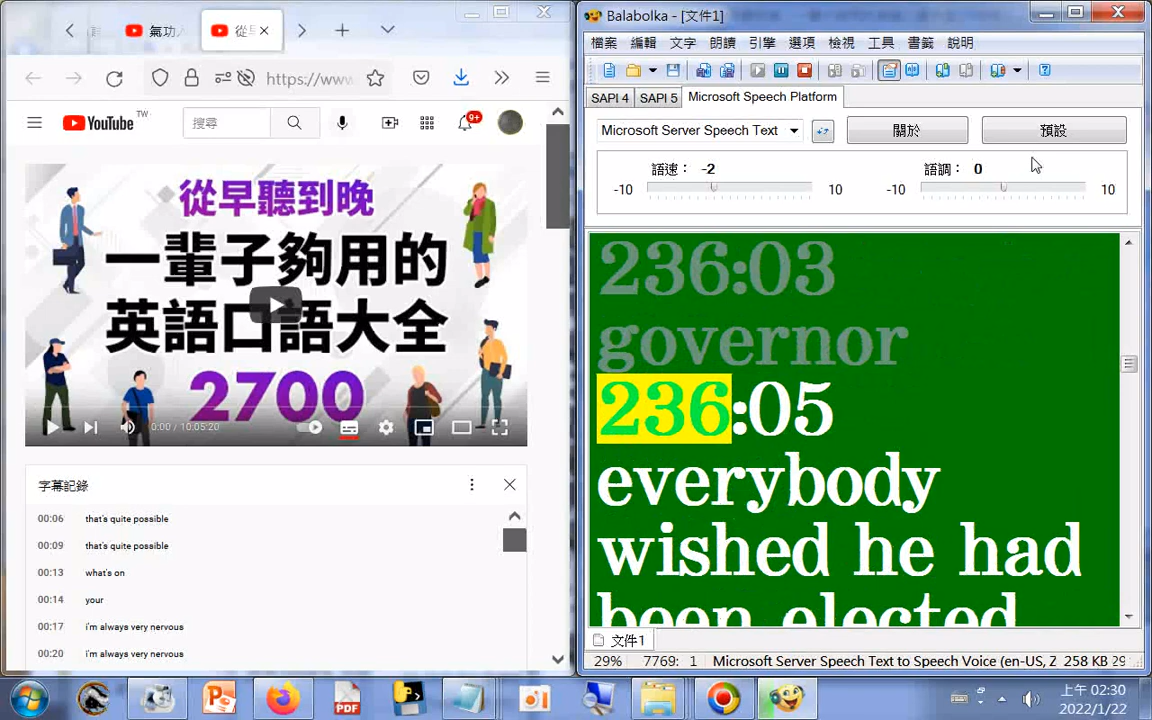 氣功
從
https://www.
YouTube TW
搜尋
9+
從早聽到晚
一輩子夠用的
英語口語大全
2700
0:00 / 10:05:20
字幕記錄
00:06 that's quite possible
00:09 that's quite possible
00:13 what's on
00:14 your
00:17 i'm always very nervous
00:20 i'm always very nervous
Balabolka - [文件1]
檔案 編輯 文字 朗讀 引擎 選項 檢視 工具 書籤 說明
SAPI 4 SAPI 5 Microsoft Speech Platform
Microsoft Server Speech Text 關於 預設
語速： -2 語調： 0
-10 10 -10 10
236:03
governor
236:05
everybody
wished he had
been elected
文件1
29% 7769: 1 Microsoft Server Speech Text to Speech Voice (en-US, Z 258 KB
PDF
上午 02:30
2022/1/22